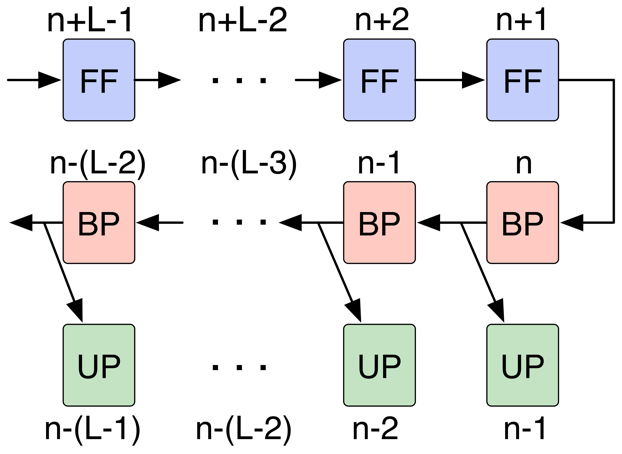 n+L-1 n+L-2 n+2 n+1
FF ... FF FF
n-(L-2) n-(L-3) n-1 n
BP ... BP BP
UP ... UP UP
n-(L-1) n-(L-2) n-2 n-1